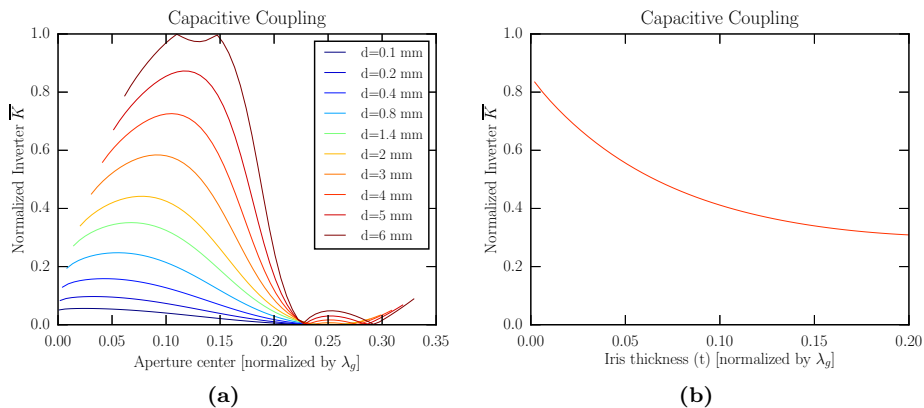 Capacitive Coupling
Normalized Inverter K̅
1.0
0.8
0.6
0.4
0.2
0.0
d=0.1 mm
d=0.2 mm
d=0.4 mm
d=0.8 mm
d=1.4 mm
d=2 mm
d=3 mm
d=4 mm
d=5 mm
d=6 mm
0.00 0.05 0.10 0.15 0.20 0.25 0.30 0.35
Aperture center [normalized by λg]
(a)
Capacitive Coupling
Normalized Inverter K̅
1.0
0.8
0.6
0.4
0.2
0.0
0.00 0.05 0.10 0.15 0.20
Iris thickness (t) [normalized by λg]
(b)